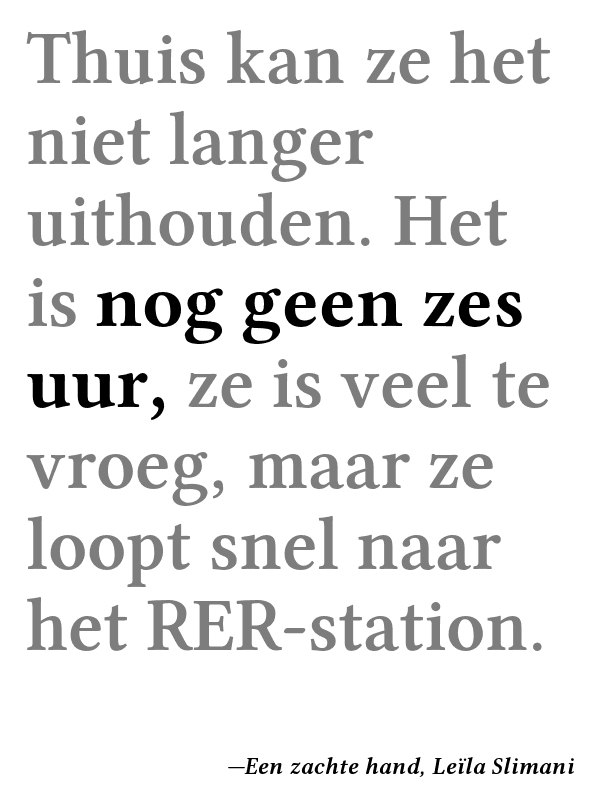 Thuis kan ze het
niet langer
uithouden. Het
is nog geen zes
uur, ze is veel te
vroeg, maar ze
loopt snel naar
het RER-station.
—Een zachte hand, Leïla Slimani